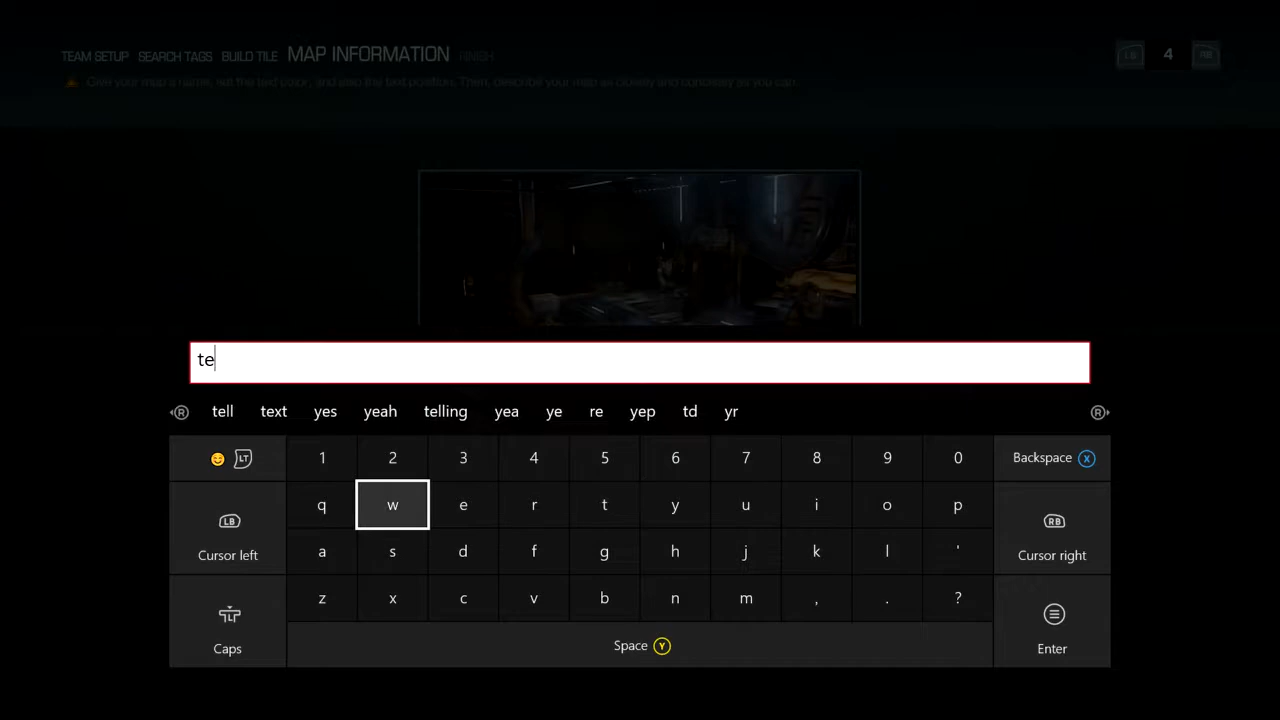 TEAM SETUP SEARCH TAGS BUILD TILE MAP INFORMATION FINISH
LB 4 RB
Give your map a name, set the text color, and also the text position. Then, describe your map as closely and concisely as you can.
te
R tell text yes yeah telling yea ye re yep td yr R
LT 1 2 3 4 5 6 7 8 9 0 Backspace X
q w e r t y u i o p
LB RB
Cursor left a s d f g h j k l ' Cursor right
z x c v b n m , . ?
LT
Caps Space Y Enter